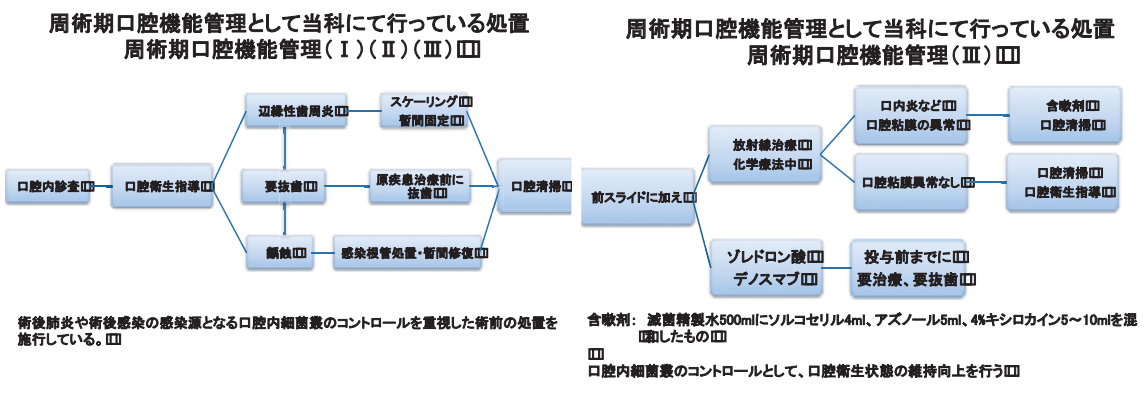 周術期口腔機能管理として当科にて行っている処置
周術期口腔機能管理(Ⅰ)(Ⅱ)(Ⅲ)
口腔内診査
口腔衛生指導
辺縁性歯周炎
スケーリング
暫間固定
要抜歯
原疾患治療前に
抜歯
齲蝕
感染根管処置・暫間修復
口腔清掃
術後肺炎や術後感染の感染源となる口腔内細菌叢のコントロールを重視した術前の処置を
施行している。
周術期口腔機能管理として当科にて行っている処置
周術期口腔機能管理(Ⅲ)
前スライドに加え
放射線治療
化学療法中
口内炎など
口腔粘膜の異常
含嗽剤
口腔清掃
口腔粘膜異常なし
口腔清掃
口腔衛生指導
ゾレドロン酸
デノスマブ
投与前までに
要治療、要抜歯
含嗽剤: 滅菌精製水500mlにソルコセリル4ml、アズノール5ml、4%キシロカイン5~10mlを混
和したもの
口腔内細菌叢のコントロールとして、口腔衛生状態の維持向上を行う